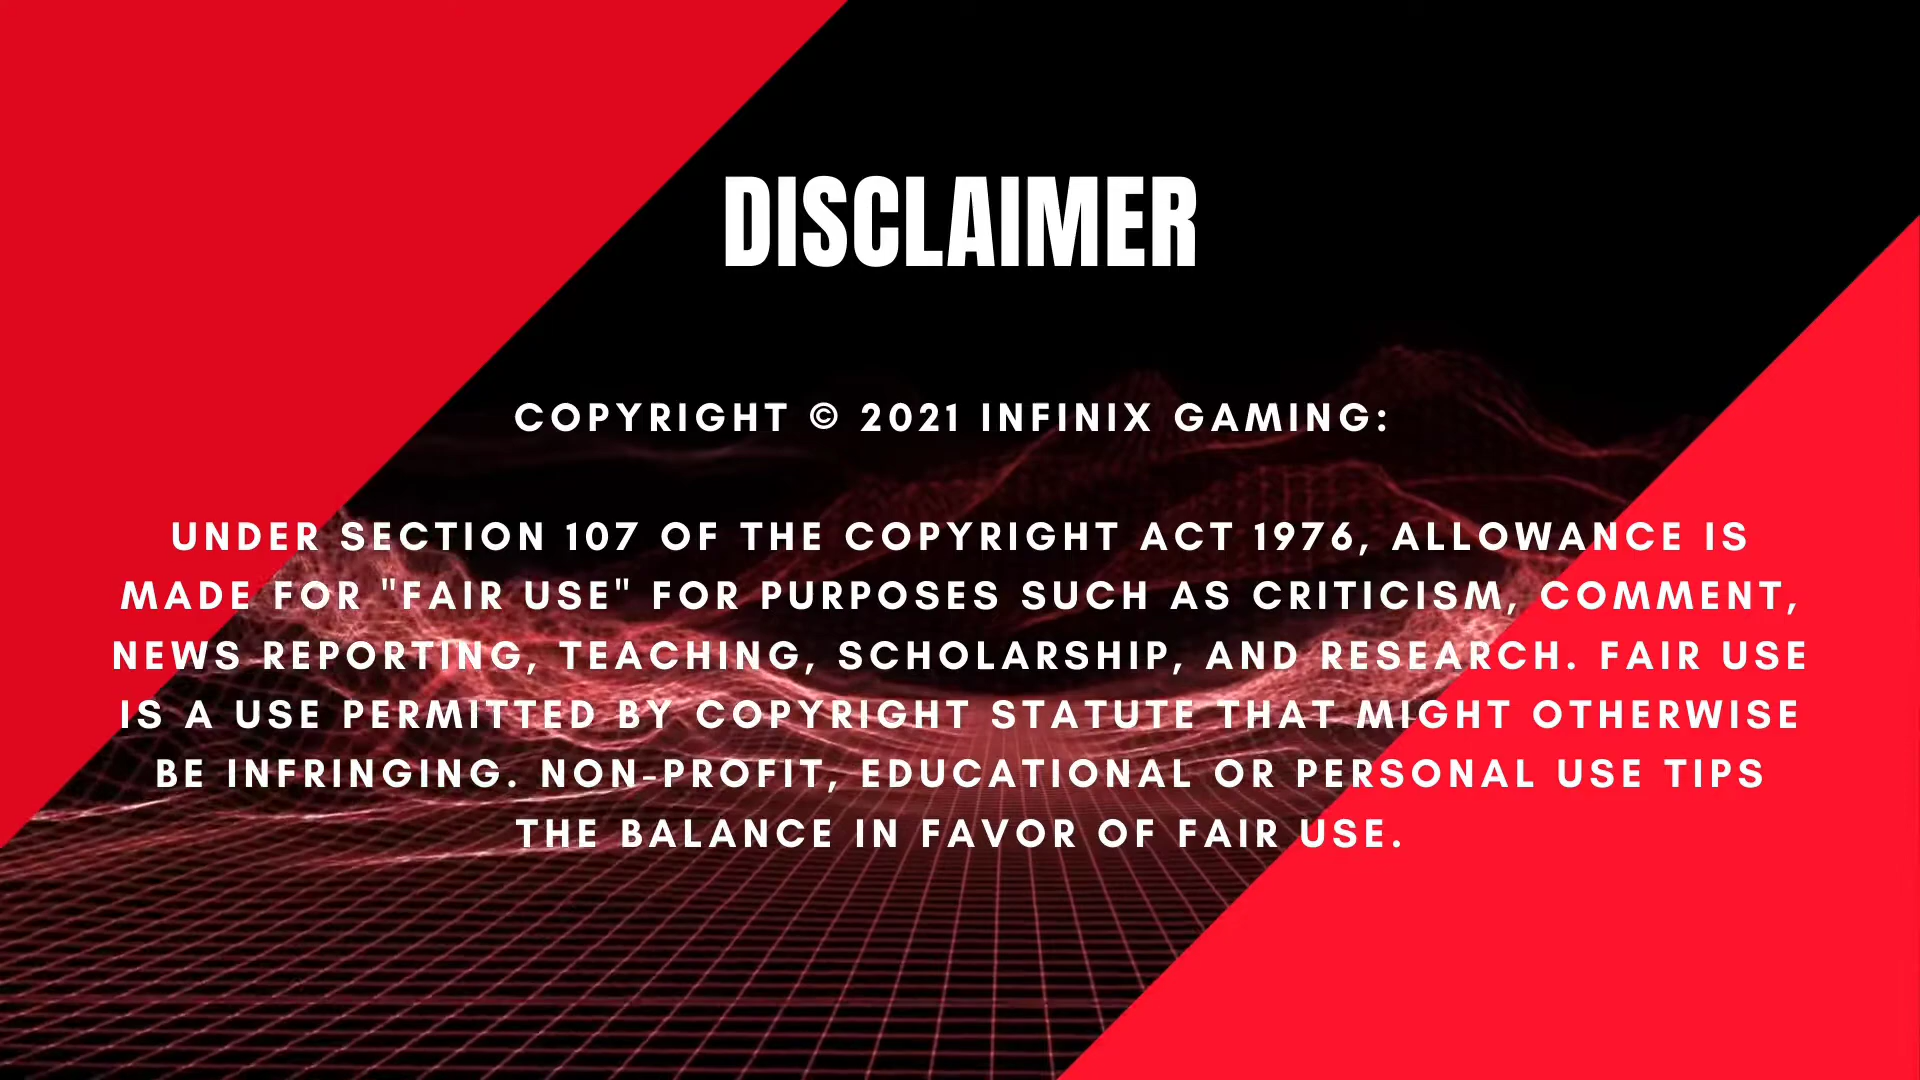 DISCLAIMER
COPYRIGHT © 2021 INFINIX GAMING:
UNDER SECTION 107 OF THE COPYRIGHT ACT 1976, ALLOWANCE IS
MADE FOR "FAIR USE" FOR PURPOSES SUCH AS CRITICISM, COMMENT,
NEWS REPORTING, TEACHING, SCHOLARSHIP, AND RESEARCH. FAIR USE
IS A USE PERMITTED BY COPYRIGHT STATUTE THAT MIGHT OTHERWISE
BE INFRINGING. NON-PROFIT, EDUCATIONAL OR PERSONAL USE TIPS
THE BALANCE IN FAVOR OF FAIR USE.